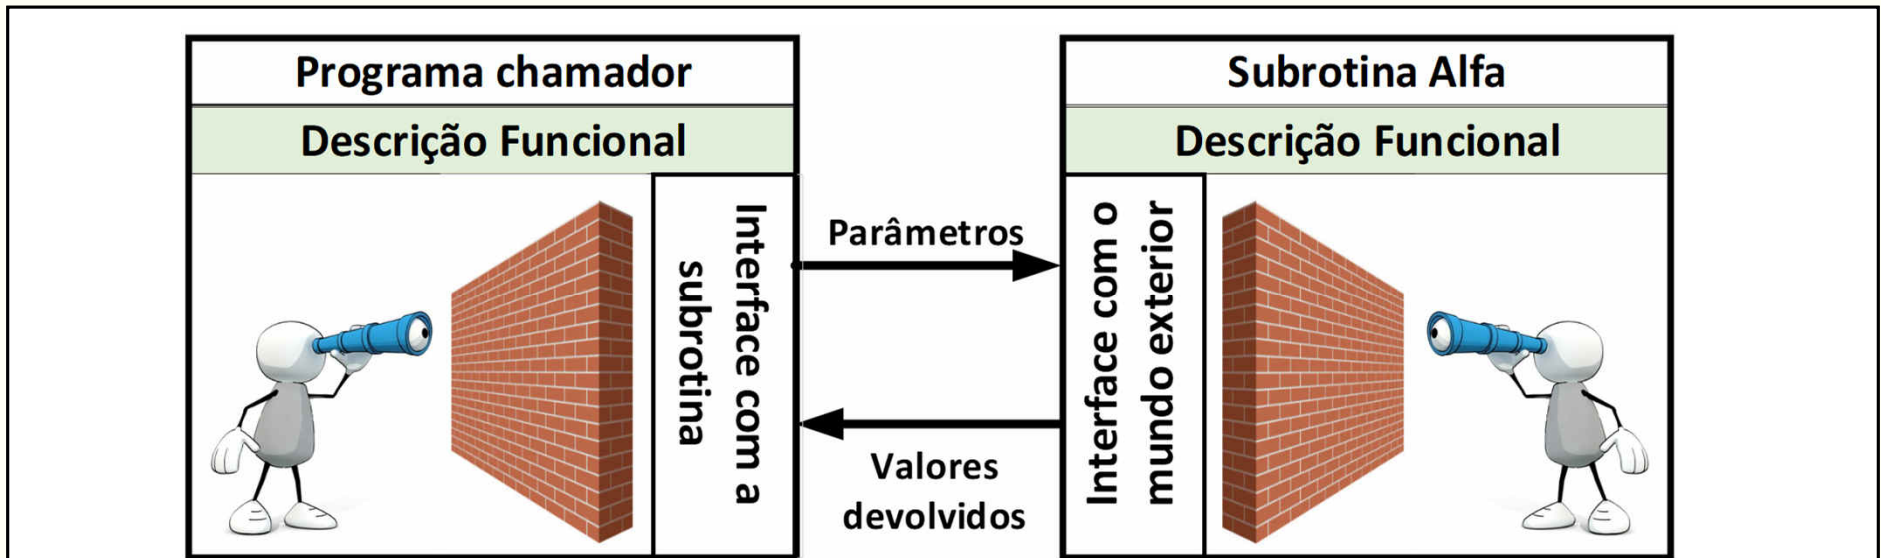 Programa chamador
Descrição Funcional
Interface com a
subrotina
Parâmetros
Valores
devolvidos
Subrotina Alfa
Descrição Funcional
Interface com o
mundo exterior